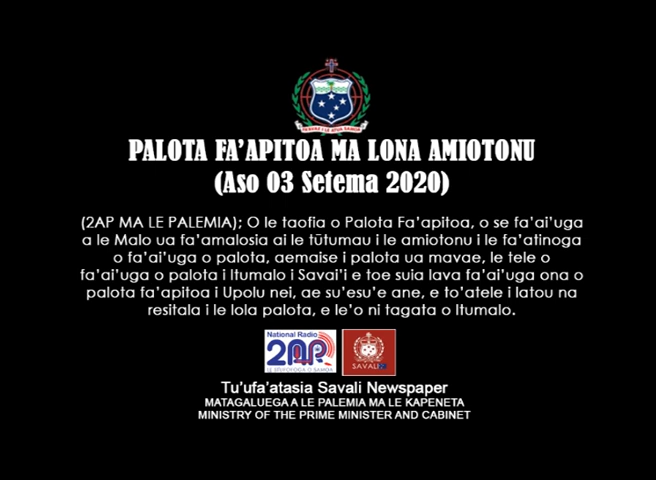 PALOTA FA'APITOA MA LONA AMIOTONU
(Aso 03 Setema 2020)
(2AP MA LE PALEMIA); O le taofia o Palota Fa'apitoa, o se fa'ai'uga
a le Malo ua fa'amalosia ai le tūtumau i le amiotonu i le fa'atinoga
o fa'ai'uga o palota, aemaise i palota ua mavae, le tele o
fa'ai'uga o palota i Itumalo i Savai'i e toe suia lava fa'ai'uga ona o
palota fa'apitoa i Upolu nei, ae su'esu'e ane, e to'atele i latou na
resitala i le lola palota, e le'o ni tagata o Itumalo.
National Radio
2AP
SAVALI
Tu'ufa'atasia Savali Newspaper
MATAGALUEGA A LE PALEMIA MA LE KAPENETA
MINISTRY OF THE PRIME MINISTER AND CABINET